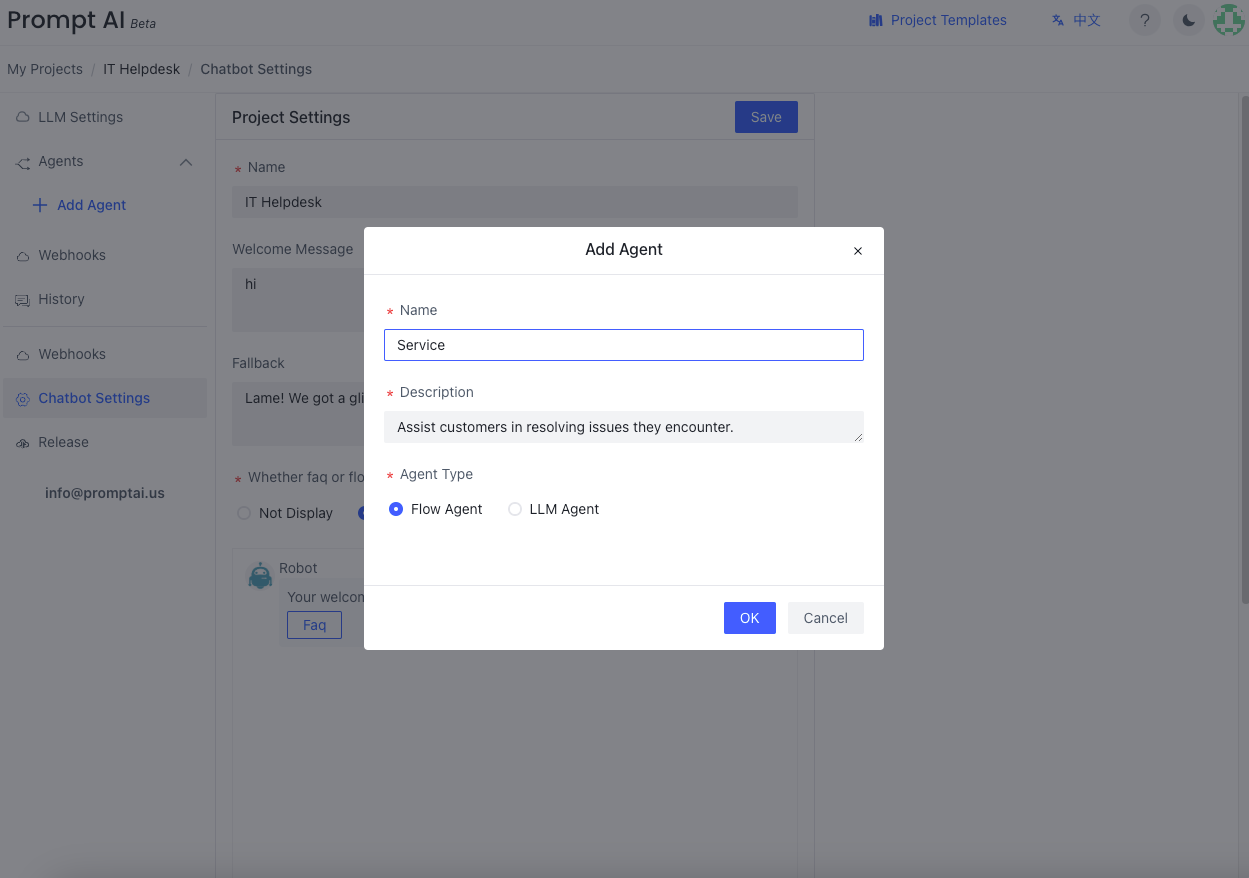 Prompt AI Beta
Project Templates
中文
?
My Projects / IT Helpdesk / Chatbot Settings
LLM Settings
Agents
Add Agent
Webhooks
History
Webhooks
Chatbot Settings
Release
info@promptai.us
Project Settings
Save
* Name
IT Helpdesk
Welcome Message
hi
Fallback
Lame! We got a gli
* Whether faq or flo
Not Display
Robot
Your welcon
Faq
Add Agent
* Name
Service
* Description
Assist customers in resolving issues they encounter.
* Agent Type
Flow Agent
LLM Agent
OK
Cancel